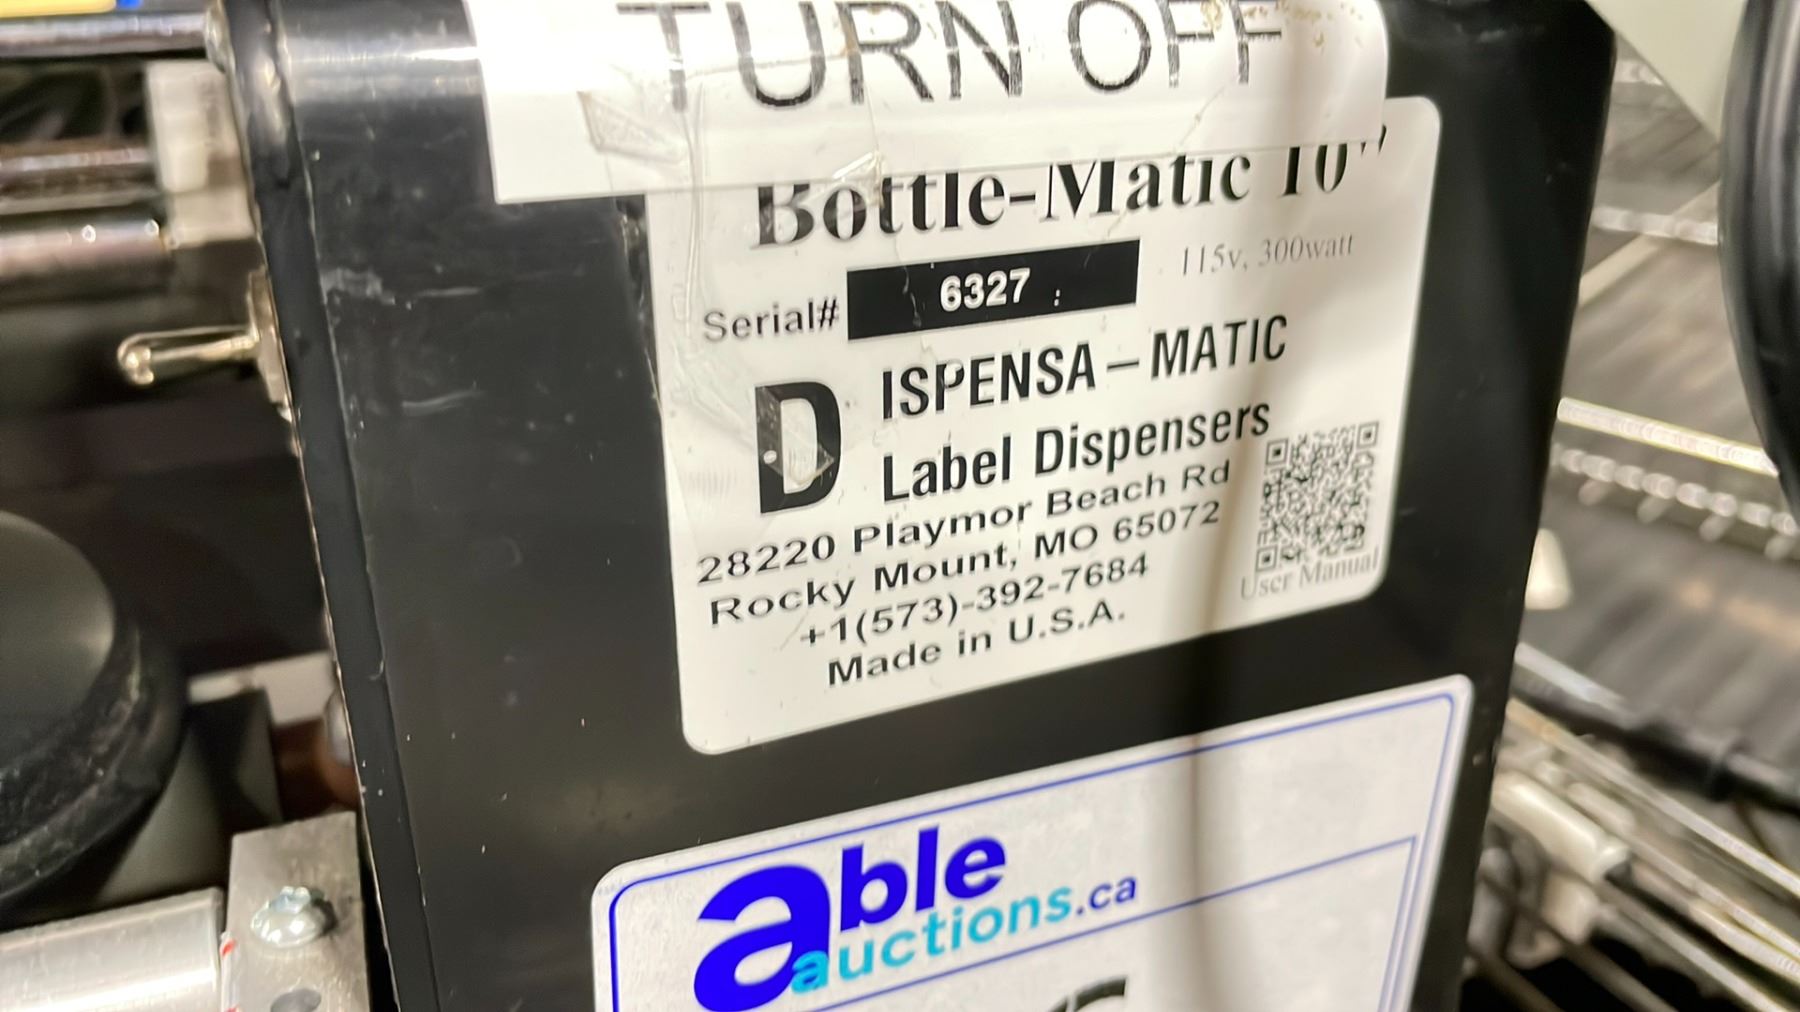 TURN OFF
Bottle-Matic 10"
Serial# 6327 115v, 300watt
DISPENSA-MATIC
Label Dispensers
28220 Playmor Beach Rd
Rocky Mount, MO 65072
+1(573)-392-7684
Made in U.S.A.
User Manual
able
auctions.ca